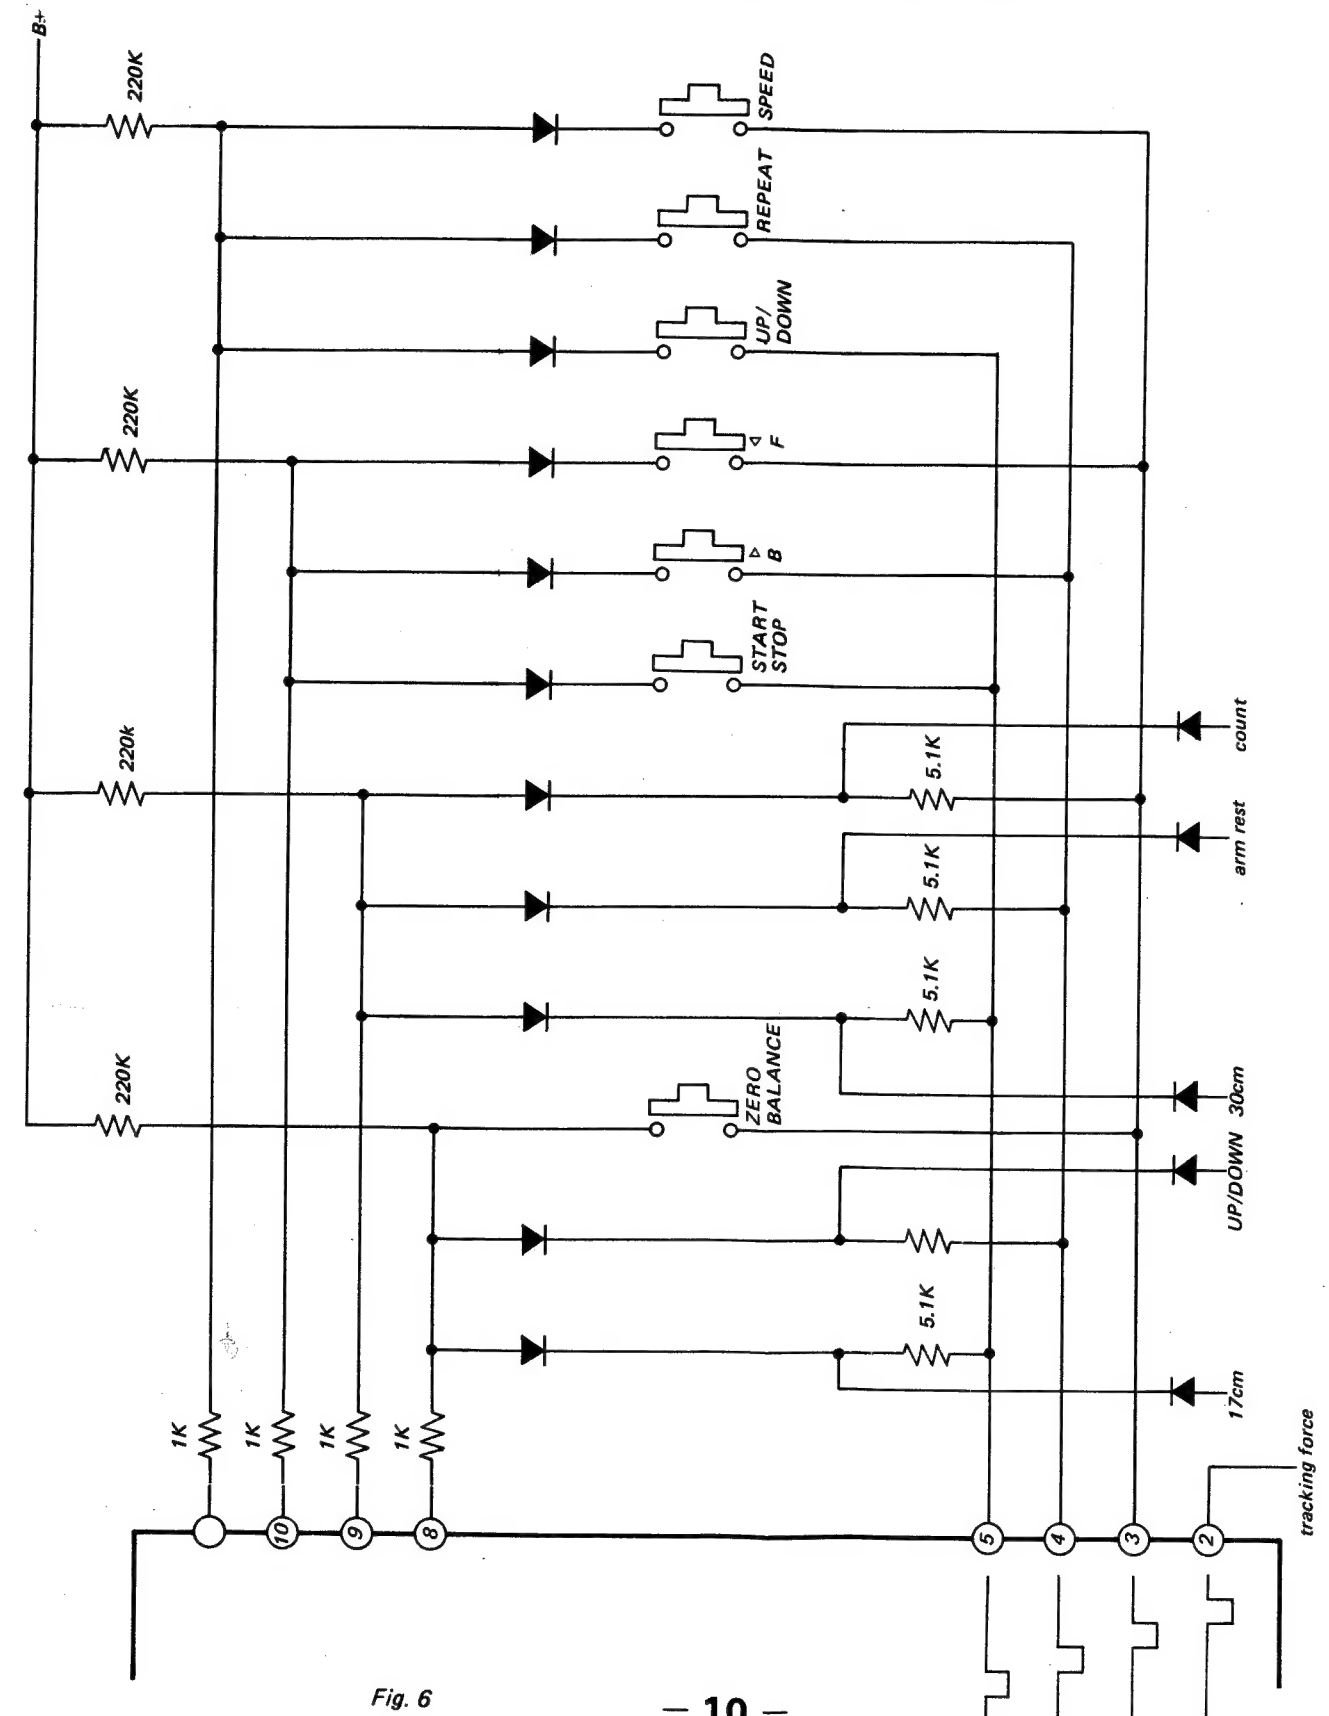 B+
220K
SPEED
REPEAT
UP/
DOWN
220K
▽
F
△
B
START
STOP
220k
count
5.1K
arm rest
5.1K
5.1K
220K
ZERO
BALANCE
30cm
UP/DOWN
5.1K
17cm
1K
1K
1K
1K
tracking force
10
9
8
5
4
3
2
Fig. 6
– 10 –